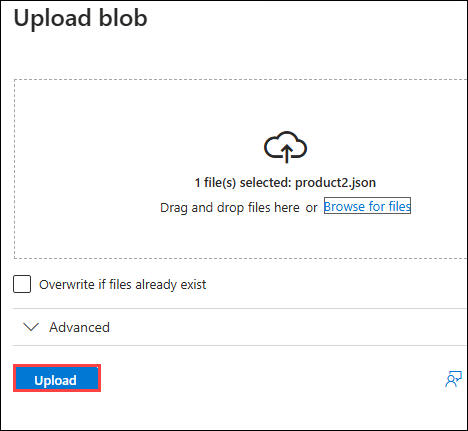 Upload blob
1 file(s) selected: product2.json
Drag and drop files here or Browse for files
Overwrite if files already exist
Advanced
Upload